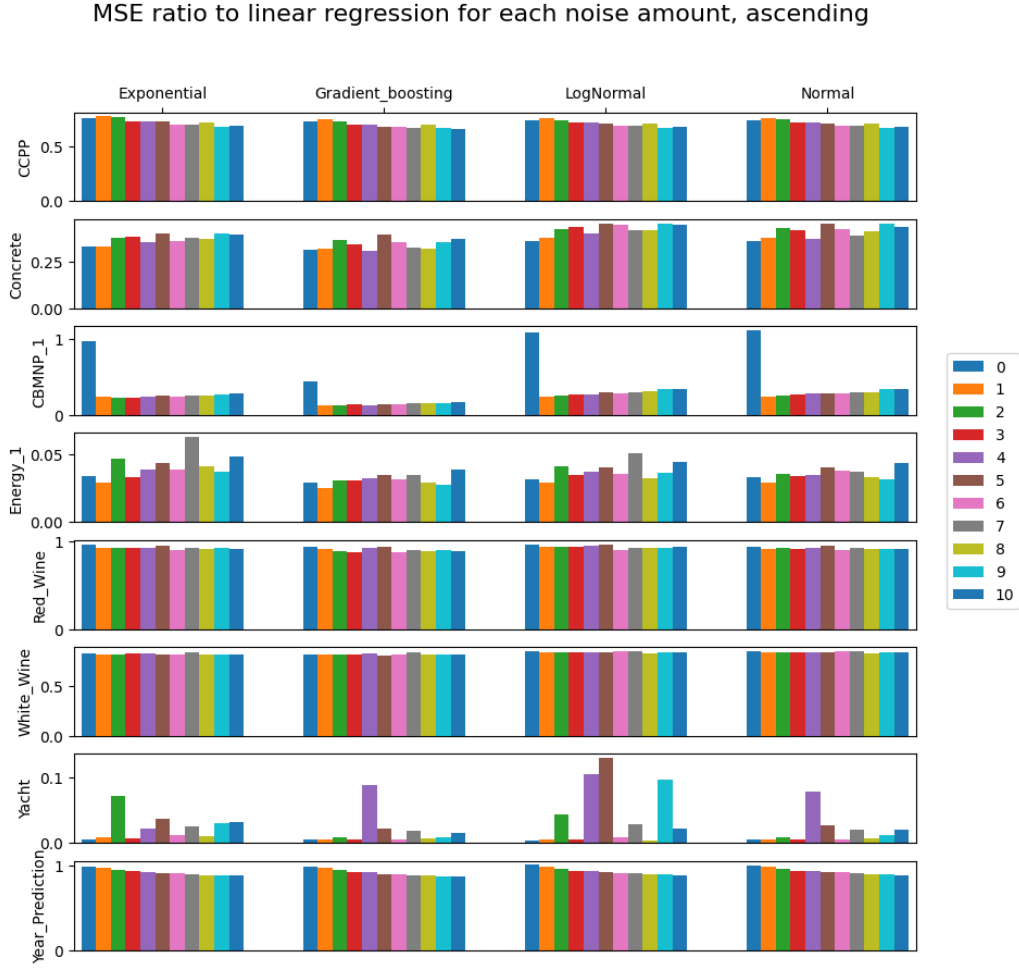 MSE ratio to linear regression for each noise amount, ascending
Exponential Gradient_boosting LogNormal Normal
CCPP
0.5
0.0
Concrete
0.25
0.00
CBMNP_1
1
0
Energy_1
0.05
0.00
Red_Wine
1
0
White_Wine
0.5
0.0
Yacht
0.1
0.0
Year_Prediction
1
0
0
1
2
3
4
5
6
7
8
9
10